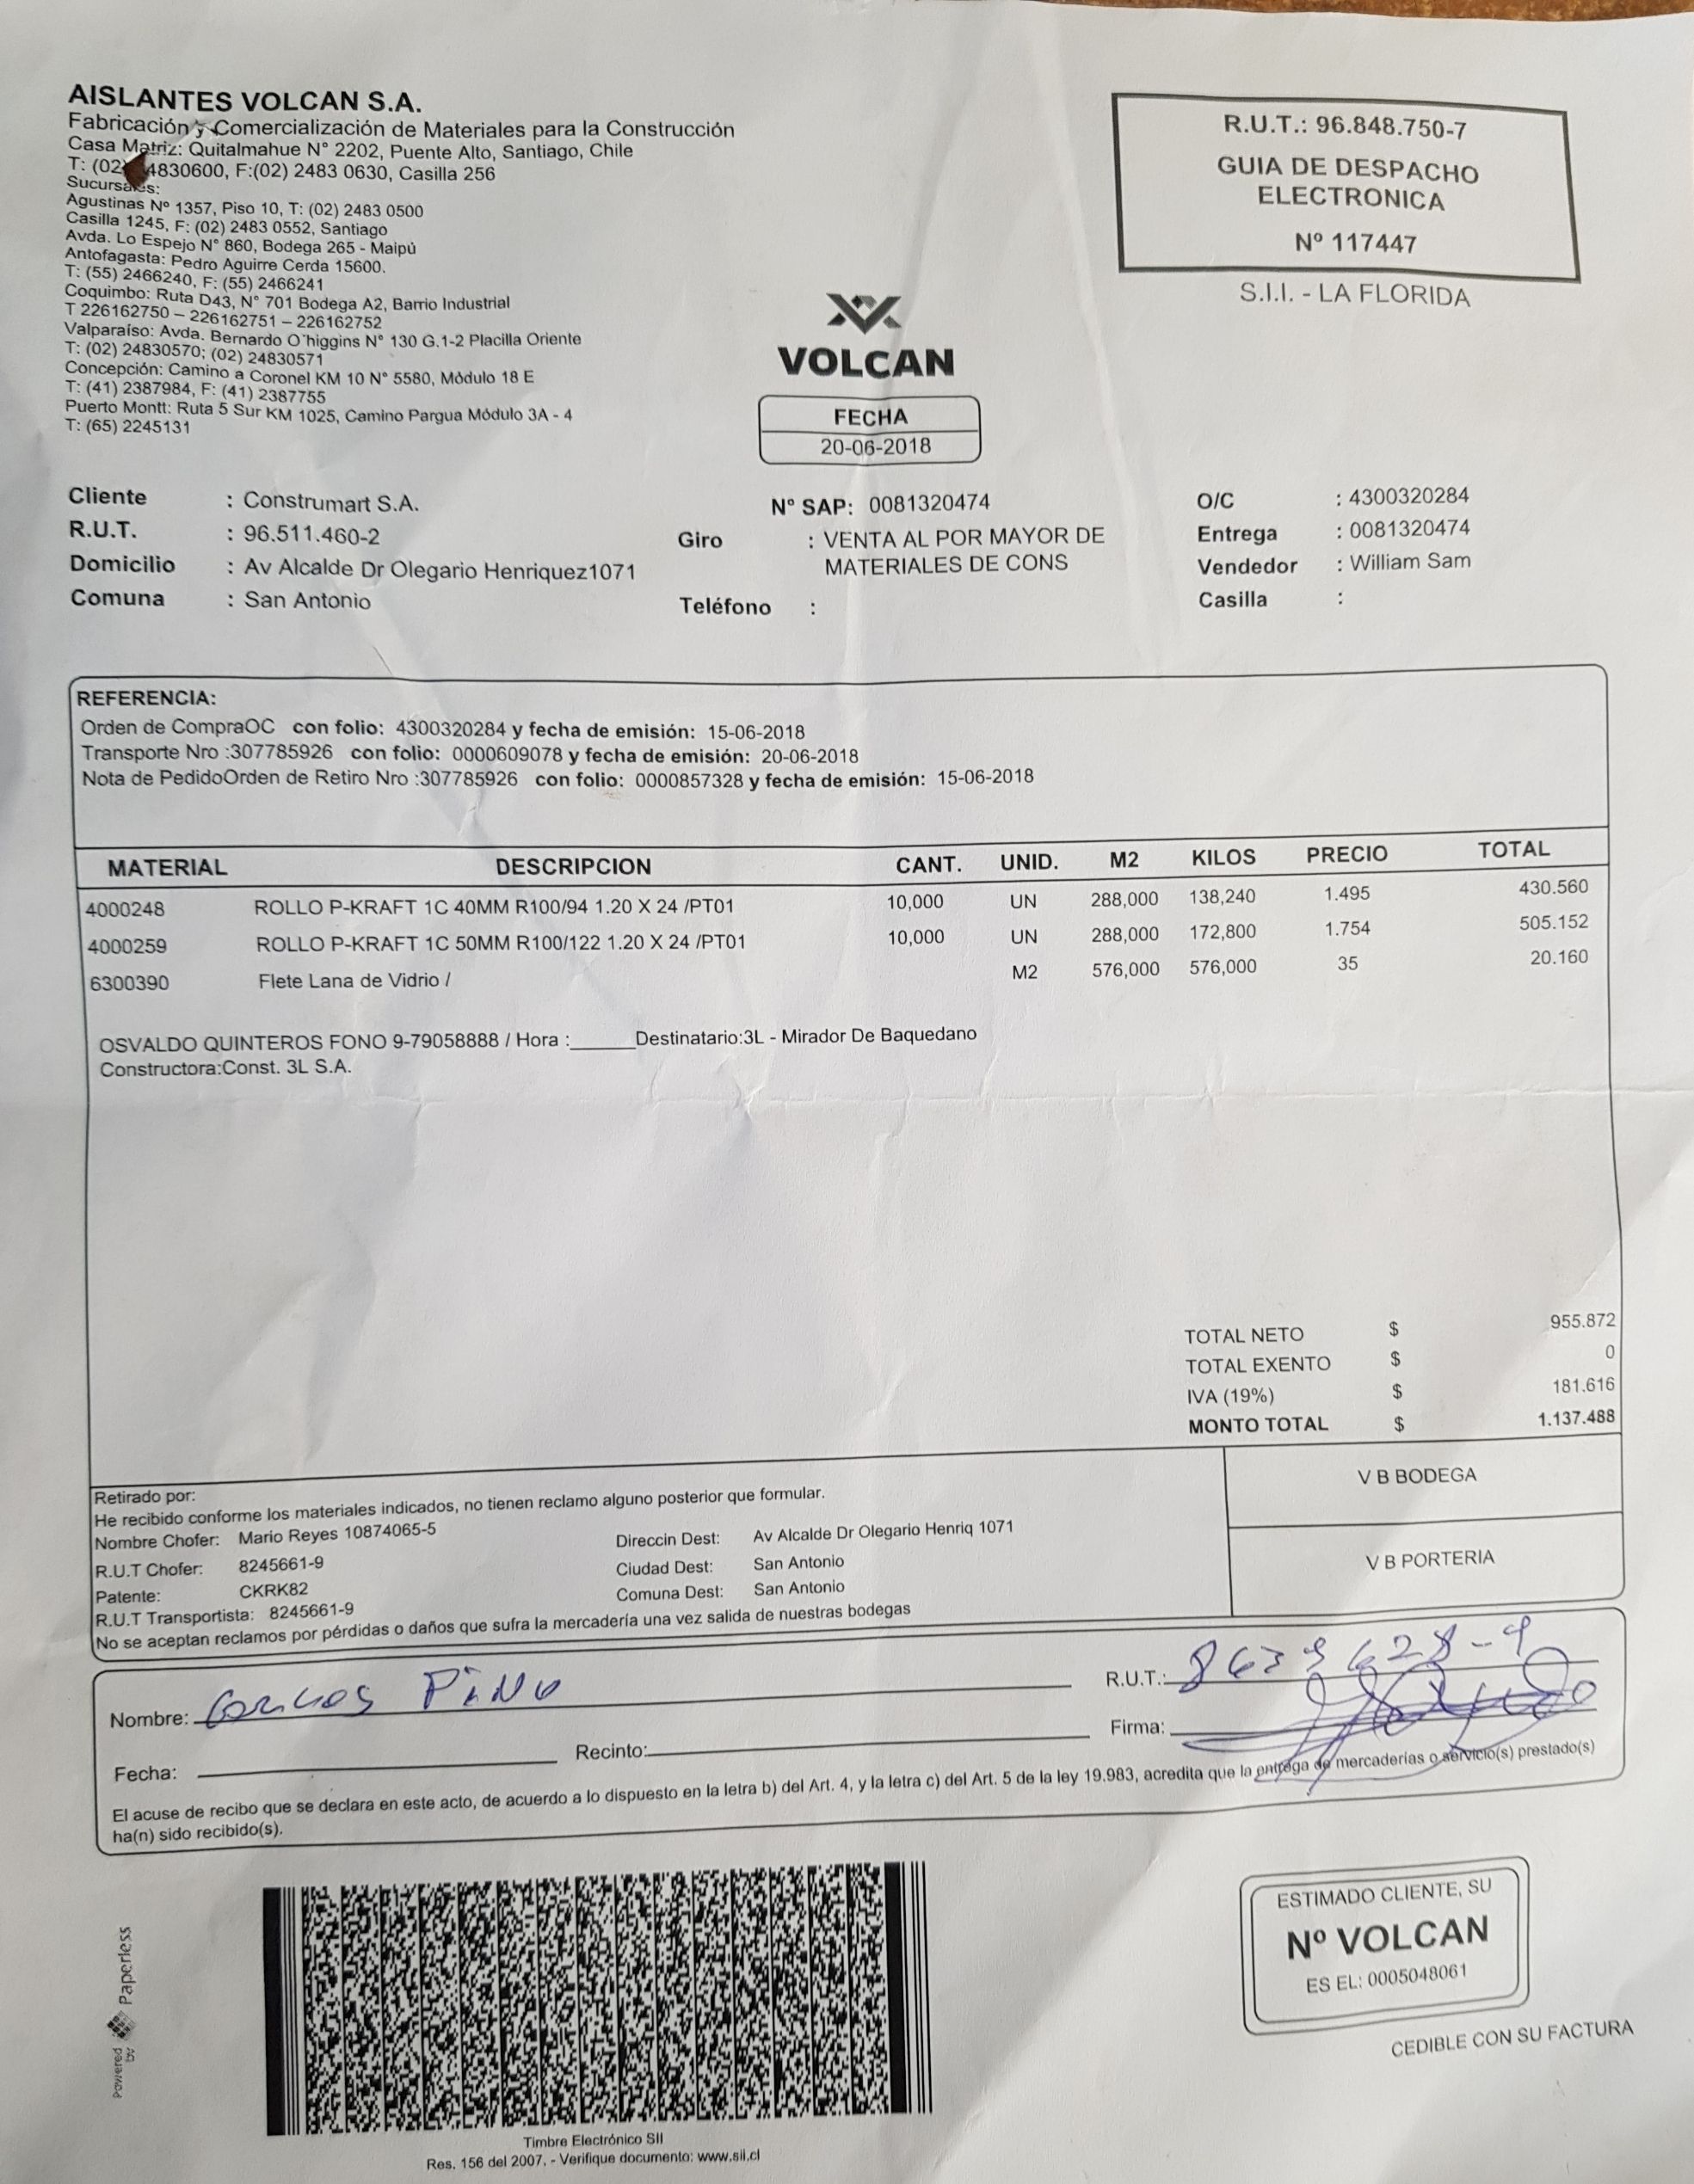 AISLANTES VOLCAN S.A.
Fabricación y Comercialización de Materiales para la Construcción
Casa Matriz: Quitalmahue N° 2202, Puente Alto, Santiago, Chile
T: (02) 4830600, F:(02) 2483 0630, Casilla 256
Sucursales:
Agustinas Nº 1357, Piso 10, T: (02) 2483 0500
Casilla 1245, F: (02) 2483 0552, Santiago
Avda. Lo Espejo N° 860, Bodega 265 - Maipú
Antofagasta: Pedro Aguirre Cerda 15600.
T: (55) 2466240, F: (55) 2466241
Coquimbo: Ruta D43, N° 701 Bodega A2, Barrio Industrial
T 226162750 – 226162751 – 226162752
Valparaíso: Avda. Bernardo O´higgins N° 130 G.1-2 Placilla Oriente
T: (02) 24830570; (02) 24830571
Concepción: Camino a Coronel KM 10 N° 5580, Módulo 18 E
T: (41) 2387984, F: (41) 2387755
Puerto Montt: Ruta 5 Sur KM 1025, Camino Pargua Módulo 3A - 4
T: (65) 2245131
R.U.T.: 96.848.750-7
GUIA DE DESPACHO
ELECTRONICA
Nº 117447
S.I.I. - LA FLORIDA
VOLCAN
FECHA
20-06-2018
Cliente : Construmart S.A.
R.U.T. : 96.511.460-2
Domicilio : Av Alcalde Dr Olegario Henriquez1071
Comuna : San Antonio
N° SAP: 0081320474
Giro : VENTA AL POR MAYOR DE
MATERIALES DE CONS
Teléfono :
O/C : 4300320284
Entrega : 0081320474
Vendedor : William Sam
Casilla :
REFERENCIA:
Orden de CompraOC con folio: 4300320284 y fecha de emisión: 15-06-2018
Transporte Nro :307785926 con folio: 0000609078 y fecha de emisión: 20-06-2018
Nota de PedidoOrden de Retiro Nro :307785926 con folio: 0000857328 y fecha de emisión: 15-06-2018
MATERIAL DESCRIPCION CANT. UNID. M2 KILOS PRECIO TOTAL
4000248 ROLLO P-KRAFT 1C 40MM R100/94 1.20 X 24 /PT01 10,000 UN 288,000 138,240 1.495 430.560
4000259 ROLLO P-KRAFT 1C 50MM R100/122 1.20 X 24 /PT01 10,000 UN 288,000 172,800 1.754 505.152
6300390 Flete Lana de Vidrio / M2 576,000 576,000 35 20.160
OSVALDO QUINTEROS FONO 9-79058888 / Hora :______Destinatario:3L - Mirador De Baquedano
Constructora:Const. 3L S.A.
TOTAL NETO $ 955.872
TOTAL EXENTO $ 0
IVA (19%) $ 181.616
MONTO TOTAL $ 1.137.488
Retirado por:
He recibido conforme los materiales indicados, no tienen reclamo alguno posterior que formular.
Nombre Chofer: Mario Reyes 10874065-5 Direccin Dest: Av Alcalde Dr Olegario Henriq 1071
R.U.T Chofer: 8245661-9 Ciudad Dest: San Antonio
Patente: CKRK82 Comuna Dest: San Antonio
R.U.T Transportista: 8245661-9
No se aceptan reclamos por pérdidas o daños que sufra la mercadería una vez salida de nuestras bodegas
V B BODEGA
V B PORTERIA
Nombre: Carlos Pino R.U.T.: 8639628-9
Fecha: Recinto: Firma:
El acuse de recibo que se declara en este acto, de acuerdo a lo dispuesto en la letra b) del Art. 4, y la letra c) del Art. 5 de la ley 19.983, acredita que la entrega de mercaderías o servicio(s) prestado(s)
ha(n) sido recibido(s).
Powered by Paperless
Timbre Electrónico SII
Res. 156 del 2007. - Verifique documento: www.sii.cl
ESTIMADO CLIENTE, SU
Nº VOLCAN
ES EL: 0005048061
CEDIBLE CON SU FACTURA